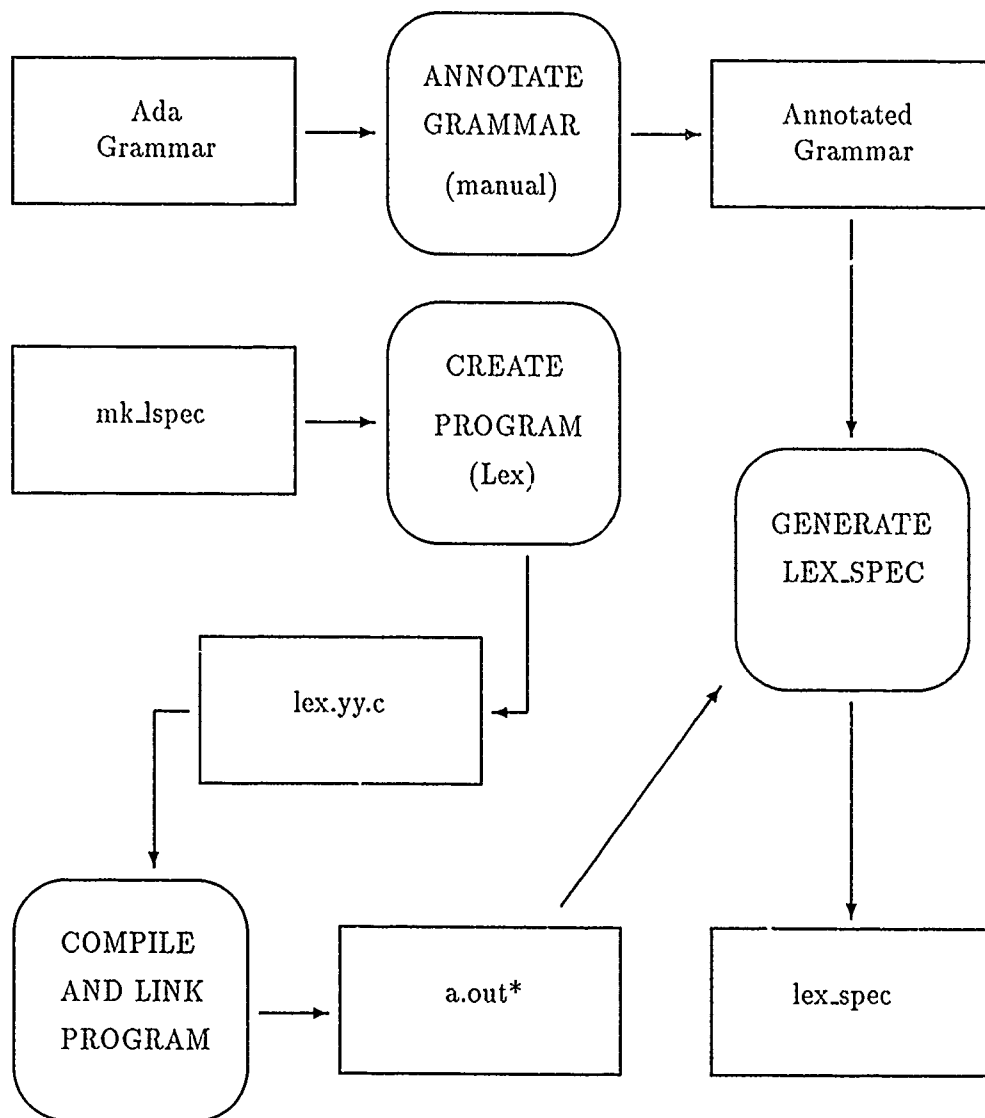 Ada
Grammar
ANNOTATE
GRAMMAR
(manual)
Annotated
Grammar
mk_lspec
CREATE
PROGRAM
(Lex)
GENERATE
LEX_SPEC
lex.yy.c
COMPILE
AND LINK
PROGRAM
a.out*
lex_spec